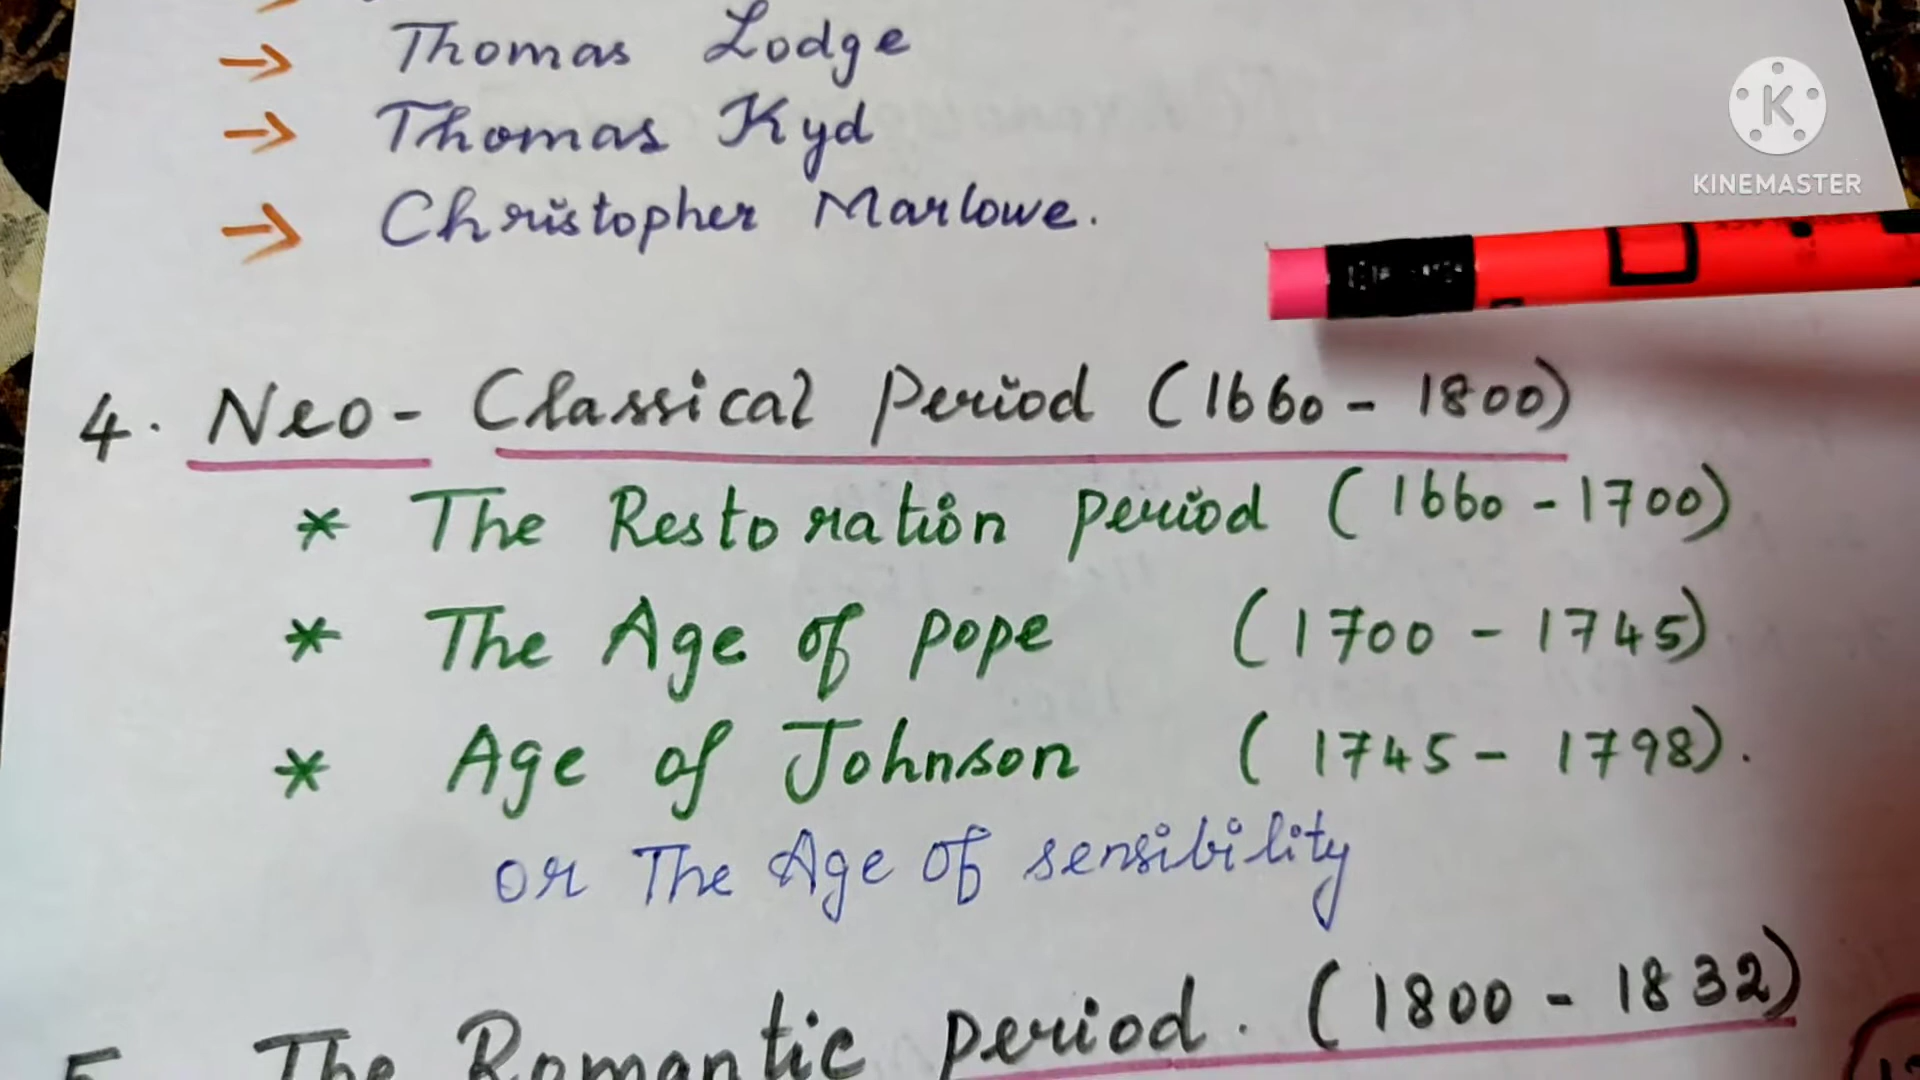 → Thomas Lodge
→ Thomas Kyd
→ Christopher Marlowe.
K
KINEMASTER
4. Neo-Classical Period (1660 - 1800)
* The Restoration Period (1660 - 1700)
* The Age of Pope (1700 - 1745)
* Age of Johnson (1745 - 1798).
or The Age of sensibility
5. The Romantic Period. (1800 - 1832)